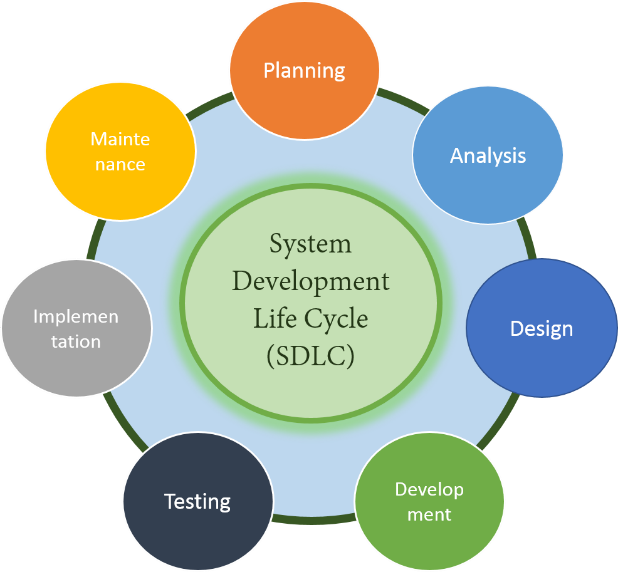 Planning
Analysis
Design
Develop
ment
Testing
Implemen
tation
Mainte
nance
System
Development
Life Cycle
(SDLC)